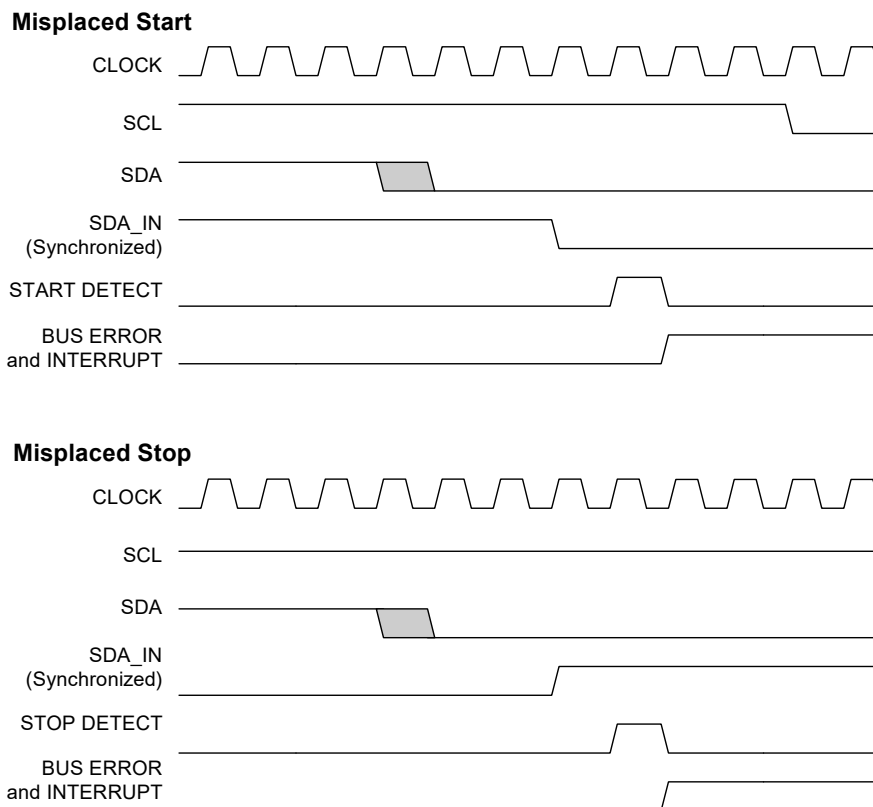 Misplaced Start
CLOCK
SCL
SDA
SDA_IN
(Synchronized)
START DETECT
BUS ERROR
and INTERRUPT
Misplaced Stop
CLOCK
SCL
SDA
SDA_IN
(Synchronized)
STOP DETECT
BUS ERROR
and INTERRUPT